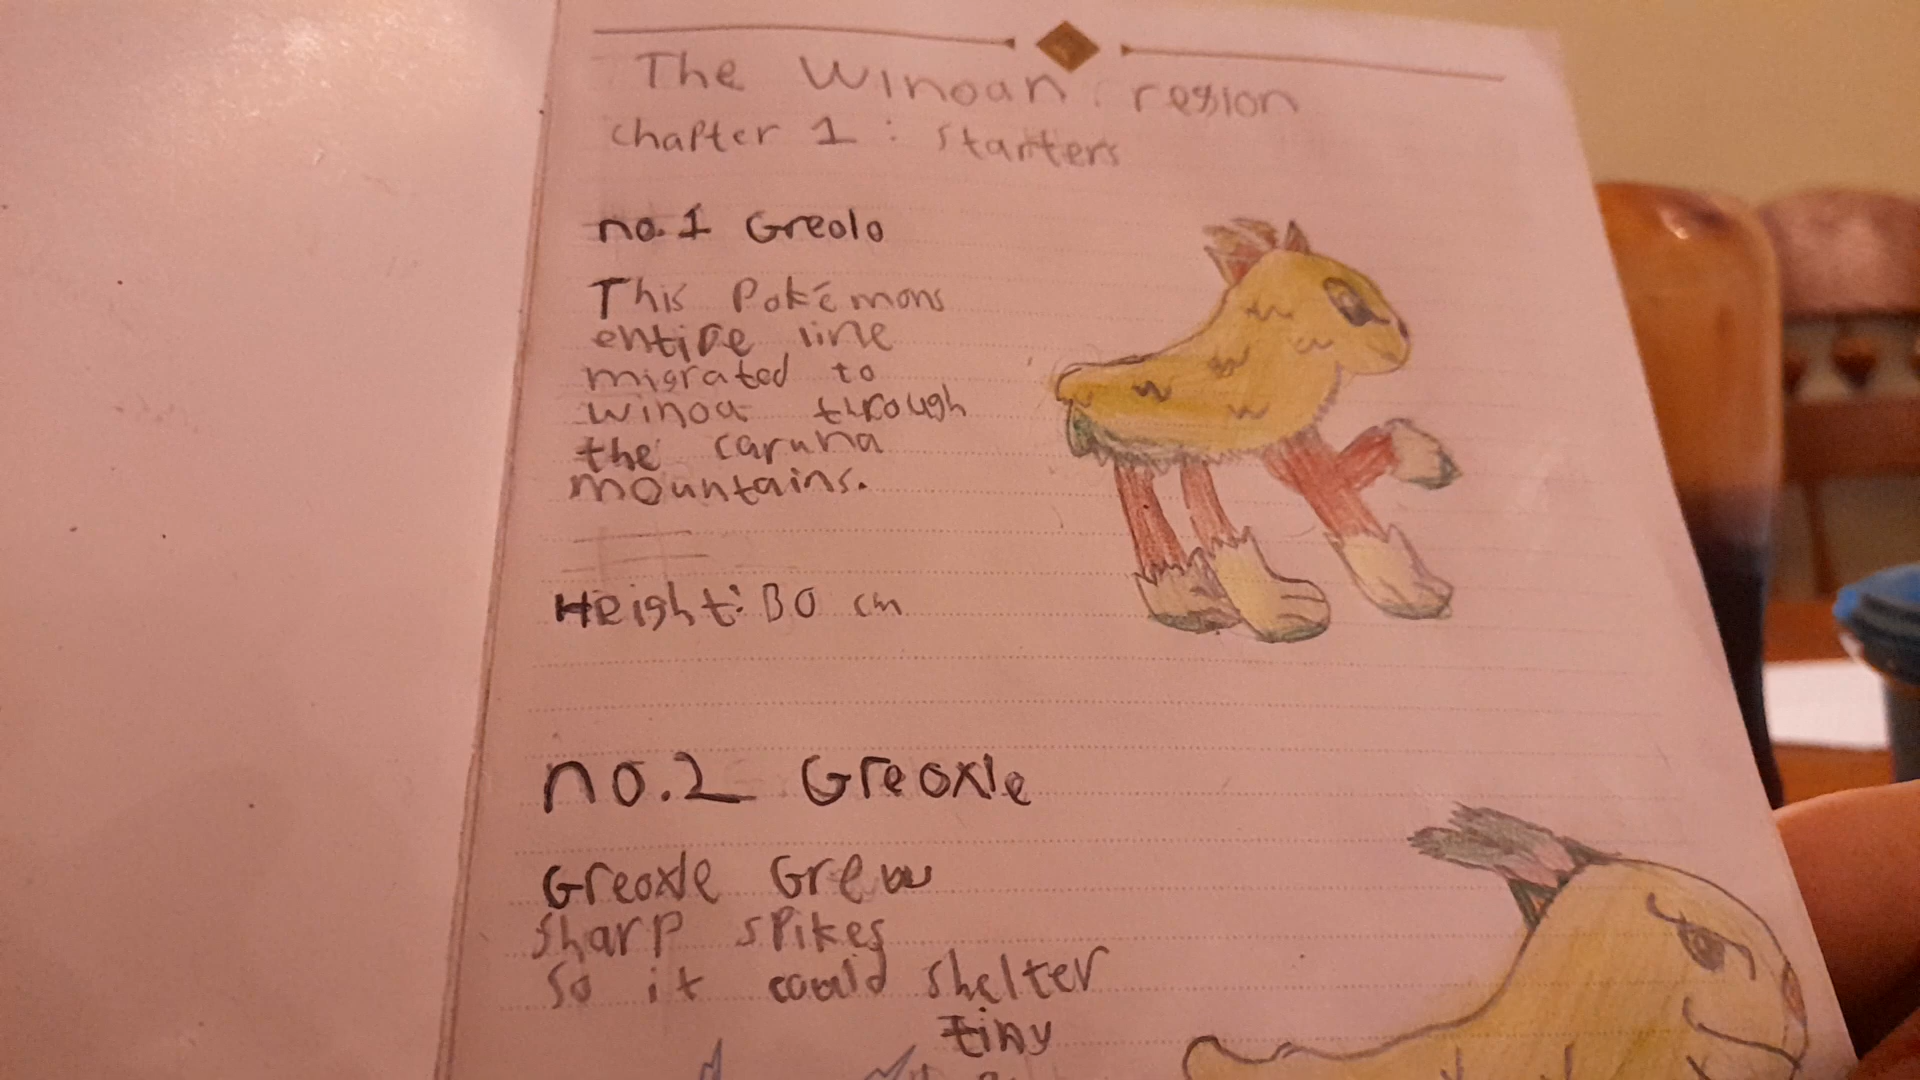 The Winoan region
Chapter 1: Starters
no.1 Greolo
This Pokémons
entire line
migrated to
winoa through
the caruna
mountains.
Height: 30 cm
no.2 Greoxle
Greoxle Grew
sharp spikes
so it could shelter
tiny